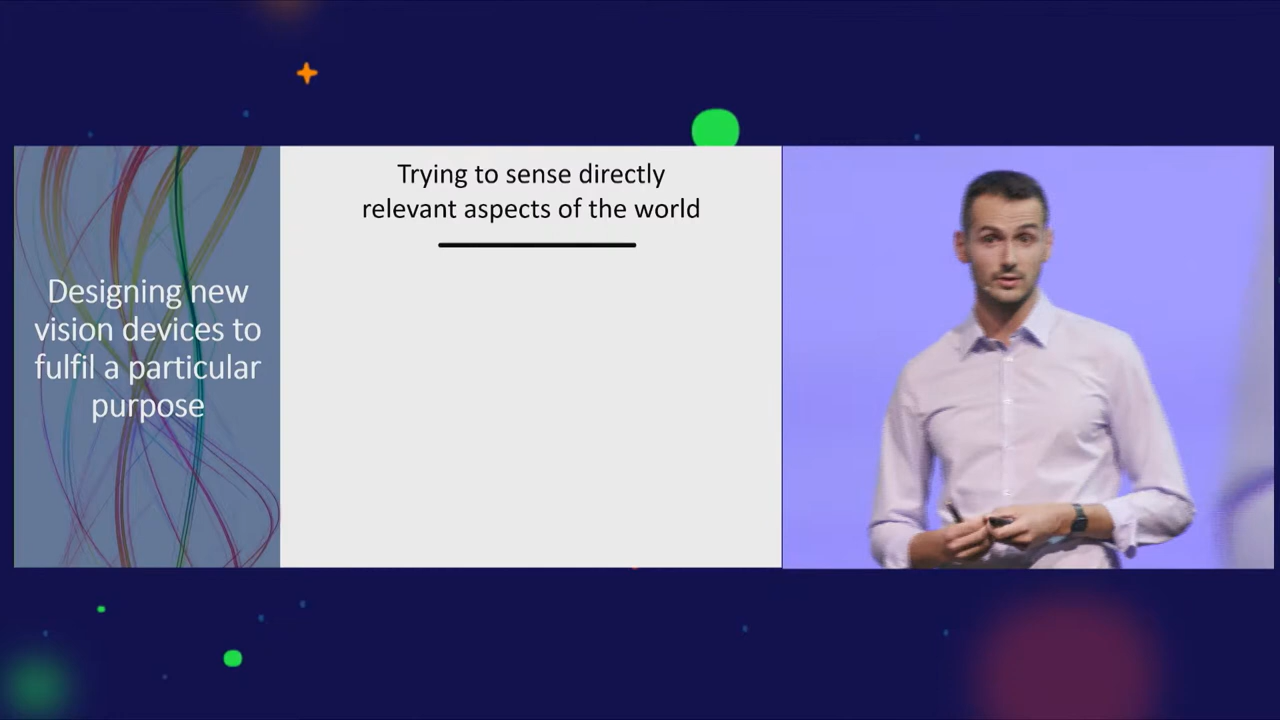 Designing new
vision devices to
fulfil a particular
purpose
Trying to sense directly
relevant aspects of the world